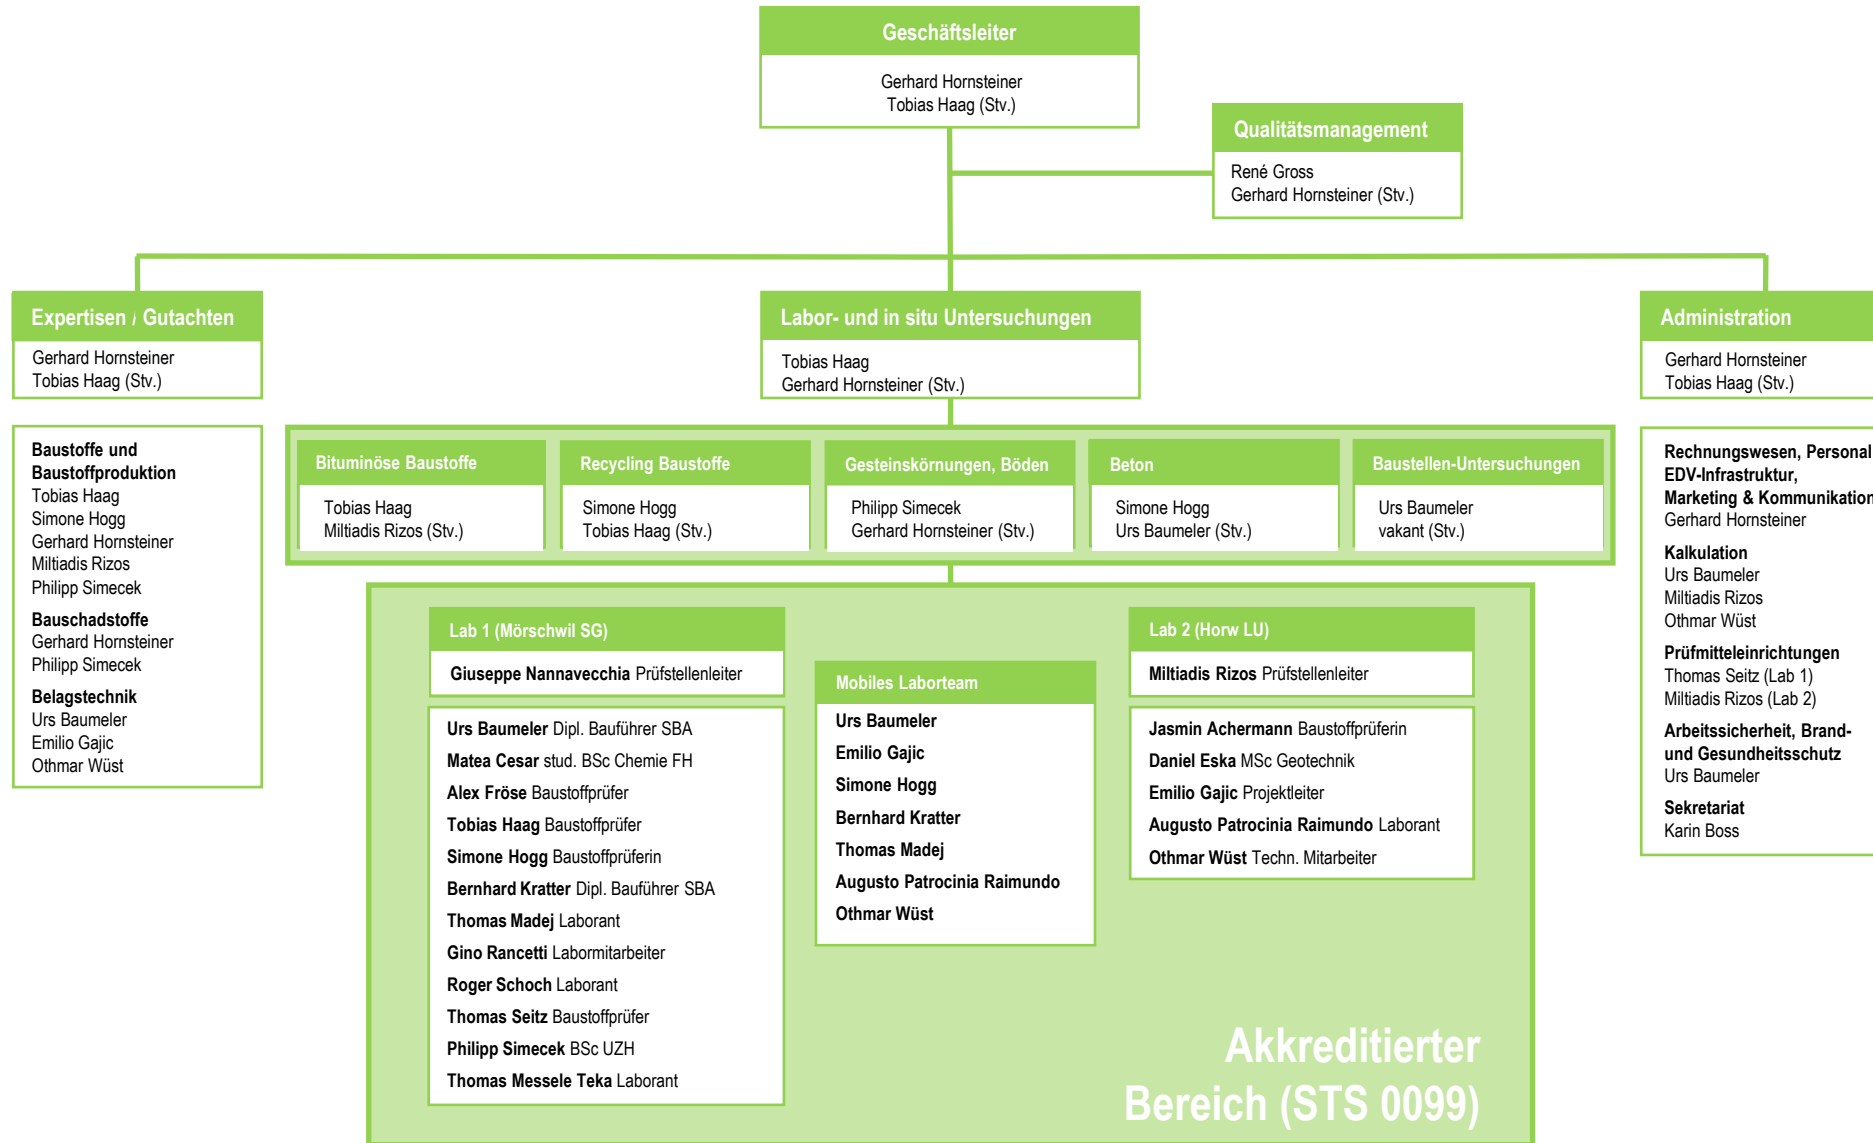 Geschäftsleiter
Gerhard Hornsteiner
Tobias Haag (Stv.)
Qualitätsmanagement
René Gross
Gerhard Hornsteiner (Stv.)
Expertisen / Gutachten
Gerhard Hornsteiner
Tobias Haag (Stv.)
Baustoffe und
Baustoffproduktion
Tobias Haag
Simone Hogg
Gerhard Hornsteiner
Miltiadis Rizos
Philipp Simecek
Bauschadstoffe
Gerhard Hornsteiner
Philipp Simecek
Belagstechnik
Urs Baumeler
Emilio Gajic
Othmar Wüst
Labor- und in situ Untersuchungen
Tobias Haag
Gerhard Hornsteiner (Stv.)
Bituminöse Baustoffe
Tobias Haag
Miltiadis Rizos (Stv.)
Recycling Baustoffe
Simone Hogg
Tobias Haag (Stv.)
Gesteinskörnungen, Böden
Philipp Simecek
Gerhard Hornsteiner (Stv.)
Beton
Simone Hogg
Urs Baumeler (Stv.)
Baustellen-Untersuchungen
Urs Baumeler
vakant (Stv.)
Lab 1 (Mörschwil SG)
Giuseppe Nannavecchia Prüfstellenleiter
Urs Baumeler Dipl. Bauführer SBA
Matea Cesar stud. BSc Chemie FH
Alex Fröse Baustoffprüfer
Tobias Haag Baustoffprüfer
Simone Hogg Baustoffprüferin
Bernhard Kratter Dipl. Bauführer SBA
Thomas Madej Laborant
Gino Rancetti Labormitarbeiter
Roger Schoch Laborant
Thomas Seitz Baustoffprüfer
Philipp Simecek BSc UZH
Thomas Messele Teka Laborant
Mobiles Laborteam
Urs Baumeler
Emilio Gajic
Simone Hogg
Bernhard Kratter
Thomas Madej
Augusto Patrocinia Raimundo
Othmar Wüst
Lab 2 (Horw LU)
Miltiadis Rizos Prüfstellenleiter
Jasmin Achermann Baustoffprüferin
Daniel Eska MSc Geotechnik
Emilio Gajic Projektleiter
Augusto Patrocinia Raimundo Laborant
Othmar Wüst Techn. Mitarbeiter
Akkreditierter
Bereich (STS 0099)
Administration
Gerhard Hornsteiner
Tobias Haag (Stv.)
Rechnungswesen, Personal
EDV-Infrastruktur,
Marketing & Kommunikation
Gerhard Hornsteiner
Kalkulation
Urs Baumeler
Miltiadis Rizos
Othmar Wüst
Prüfmitteleinrichtungen
Thomas Seitz (Lab 1)
Miltiadis Rizos (Lab 2)
Arbeitssicherheit, Brand-
und Gesundheitsschutz
Urs Baumeler
Sekretariat
Karin Boss